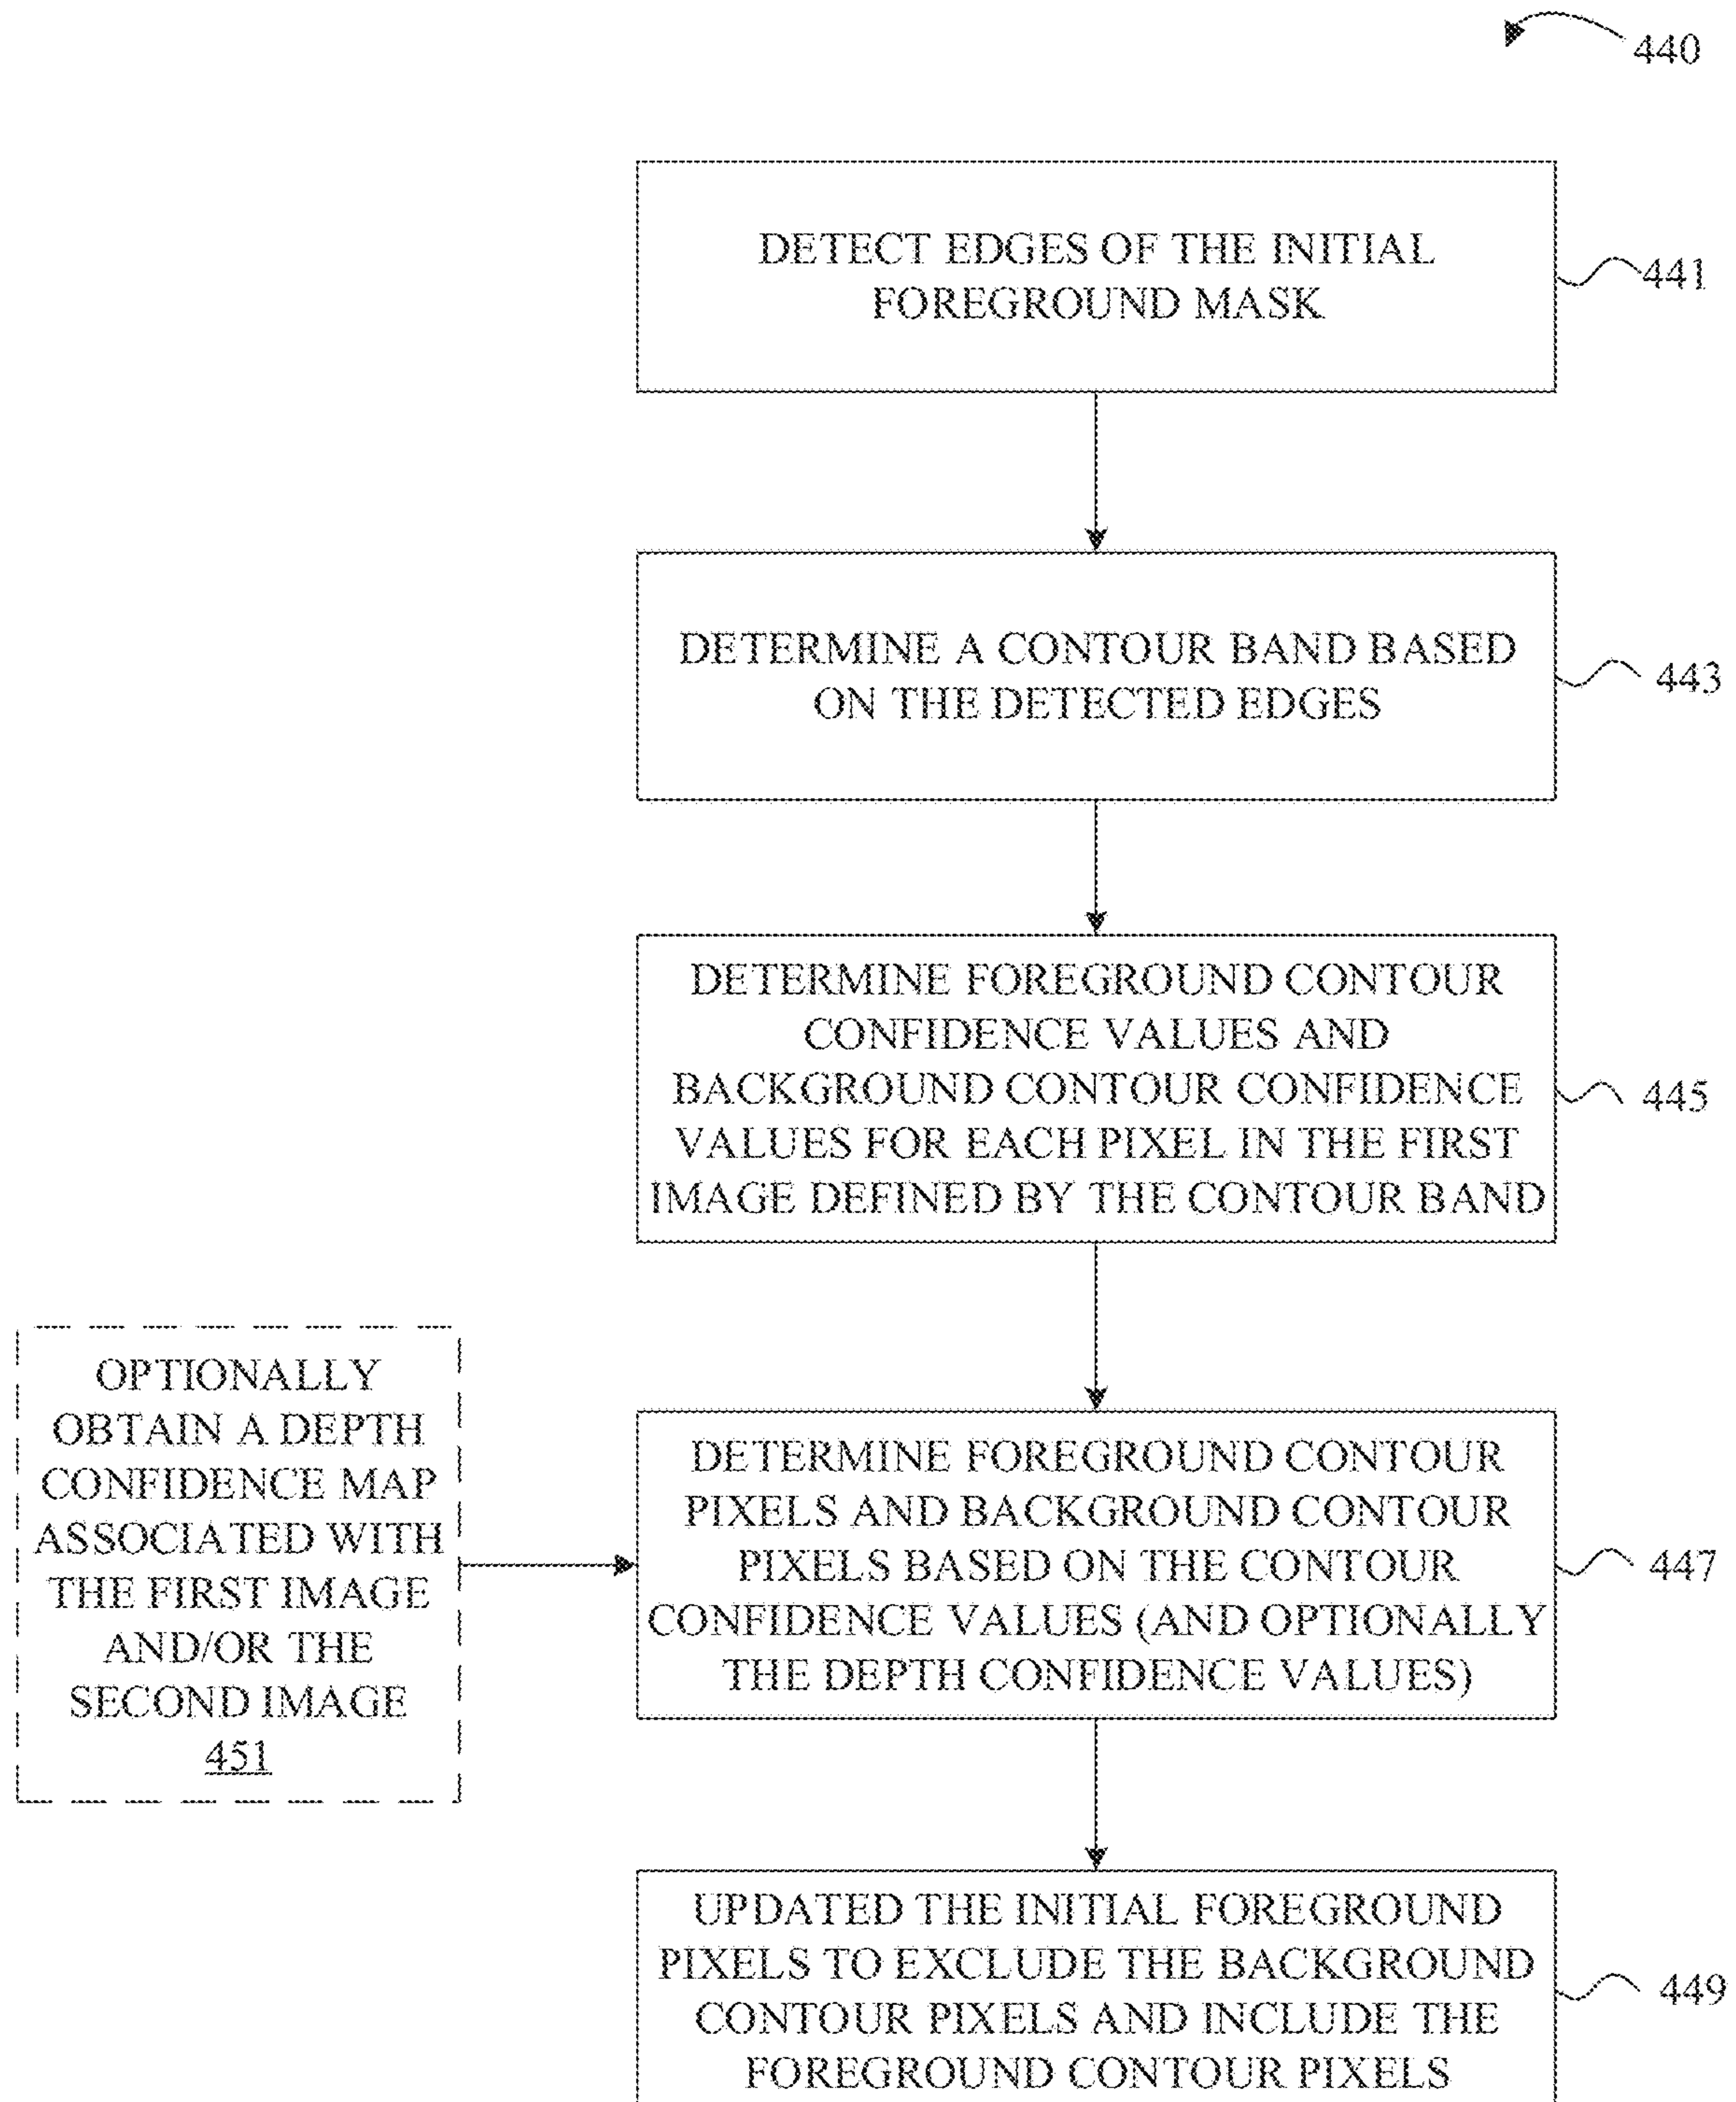 440
DETECT EDGES OF THE INITIAL
FOREGROUND MASK
441
DETERMINE A CONTOUR BAND BASED
ON THE DETECTED EDGES
443
DETERMINE FOREGROUND CONTOUR
CONFIDENCE VALUES AND
BACKGROUND CONTOUR CONFIDENCE
VALUES FOR EACH PIXEL IN THE FIRST
IMAGE DEFINED BY THE CONTOUR BAND
445
OPTIONALLY
OBTAIN A DEPTH
CONFIDENCE MAP
ASSOCIATED WITH
THE FIRST IMAGE
AND/OR THE
SECOND IMAGE
451
DETERMINE FOREGROUND CONTOUR
PIXELS AND BACKGROUND CONTOUR
PIXELS BASED ON THE CONTOUR
CONFIDENCE VALUES (AND OPTIONALLY
THE DEPTH CONFIDENCE VALUES)
447
UPDATED THE INITIAL FOREGROUND
PIXELS TO EXCLUDE THE BACKGROUND
CONTOUR PIXELS AND INCLUDE THE
FOREGROUND CONTOUR PIXELS
449